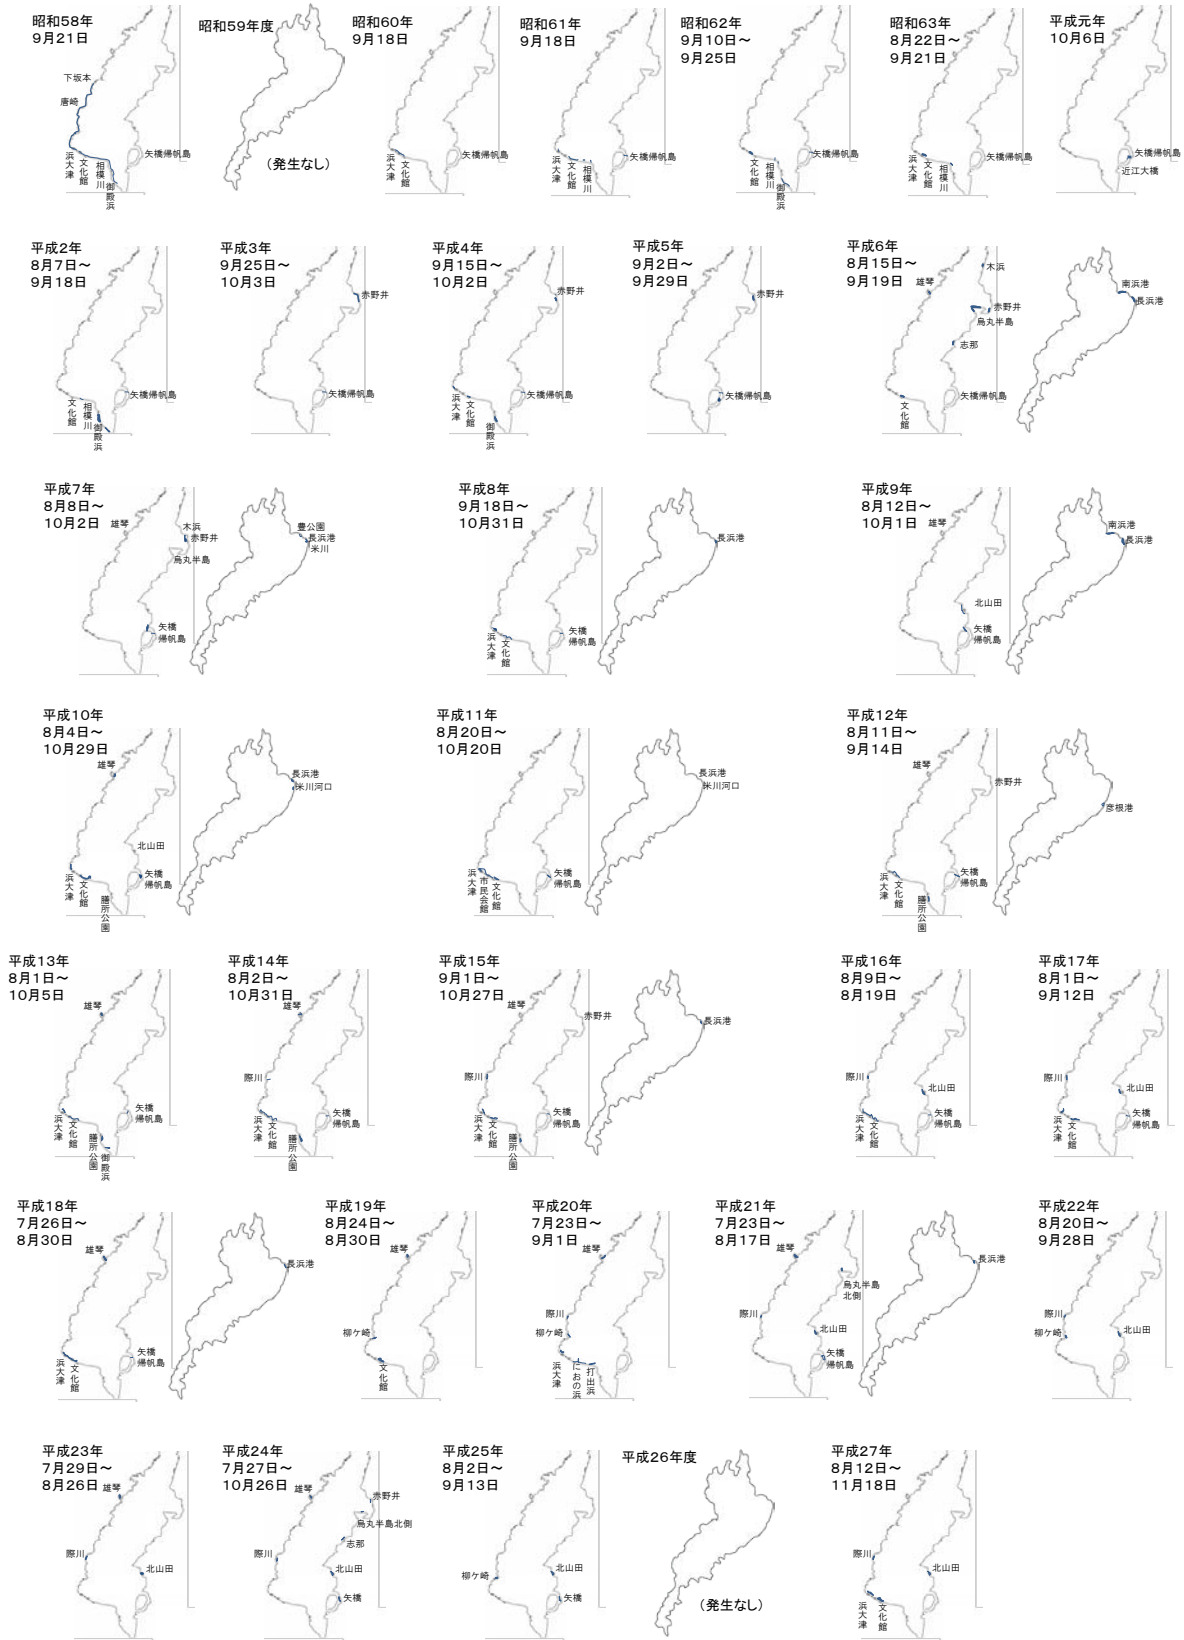 昭和58年
9月21日
下坂本
唐崎
浜大津
文化館
相模川
御殿浜
昭和59年度
（発生なし）
昭和60年
9月18日
矢橋帰帆島
浜大津
文化館
矢橋帰帆島
昭和61年
9月18日
浜大津
文化館
相模川
矢橋帰帆島
昭和62年
9月10日～
9月25日
文化館
相模川
御殿浜
矢橋帰帆島
昭和63年
8月22日～
9月21日
浜大津
文化館
相模川
矢橋帰帆島
平成元年
10月6日
矢橋帰帆島
近江大橋
平成2年
8月7日～
9月18日
文化館
相模川
御殿浜
矢橋帰帆島
平成3年
9月25日～
10月3日
赤野井
矢橋帰帆島
平成4年
9月15日～
10月2日
赤野井
浜大津
文化館
御殿浜
矢橋帰帆島
平成5年
9月2日～
9月29日
赤野井
矢橋帰帆島
平成6年
8月15日～
9月19日
雄琴
木浜
赤野井
烏丸半島
志那
文化館
矢橋帰帆島
南浜港
長浜港
平成7年
8月8日～
10月2日
雄琴
木浜
赤野井
烏丸半島
矢橋
帰帆島
豊公園
長浜港
米川
平成8年
9月18日～
10月31日
浜大津
文化館
矢橋
帰帆島
長浜港
平成9年
8月12日～
10月1日
雄琴
北山田
矢橋
帰帆島
南浜港
長浜港
平成10年
8月4日～
10月29日
雄琴
北山田
浜大津
文化館
膳所公園
矢橋
帰帆島
長浜港
米川河口
平成11年
8月20日～
10月20日
浜大津
市民会館
文化館
矢橋
帰帆島
長浜港
米川河口
平成12年
8月11日～
9月14日
雄琴
赤野井
浜大津
文化館
膳所公園
矢橋
帰帆島
彦根港
平成13年
8月1日～
10月5日
雄琴
浜大津
文化館
膳所公園
御殿浜
矢橋
帰帆島
平成14年
8月2日～
10月31日
雄琴
際川
浜大津
文化館
膳所公園
矢橋
帰帆島
平成15年
9月1日～
10月27日
雄琴
赤野井
際川
浜大津
文化館
膳所公園
矢橋
帰帆島
長浜港
平成16年
8月9日～
8月19日
際川
北山田
浜大津
文化館
矢橋
帰帆島
平成17年
8月1日～
9月12日
際川
北山田
浜大津
文化館
矢橋
帰帆島
平成18年
7月26日～
8月30日
雄琴
浜大津
文化館
矢橋
帰帆島
長浜港
平成19年
8月24日～
8月30日
雄琴
柳ケ崎
文化館
平成20年
7月23日～
9月1日
雄琴
際川
柳ケ崎
浜大津
におの浜
打出浜
平成21年
7月23日～
8月17日
雄琴
烏丸半島
北側
際川
北山田
矢橋
帰帆島
長浜港
平成22年
8月20日～
9月28日
際川
柳ケ崎
北山田
平成23年
7月29日～
8月26日
雄琴
際川
北山田
平成24年
7月27日～
10月26日
雄琴
赤野井
烏丸半島北側
志那
際川
北山田
矢橋
平成25年
8月2日～
9月13日
柳ケ崎
北山田
矢橋
平成26年度
（発生なし）
平成27年
8月12日～
11月18日
際川
北山田
浜大津
文化館